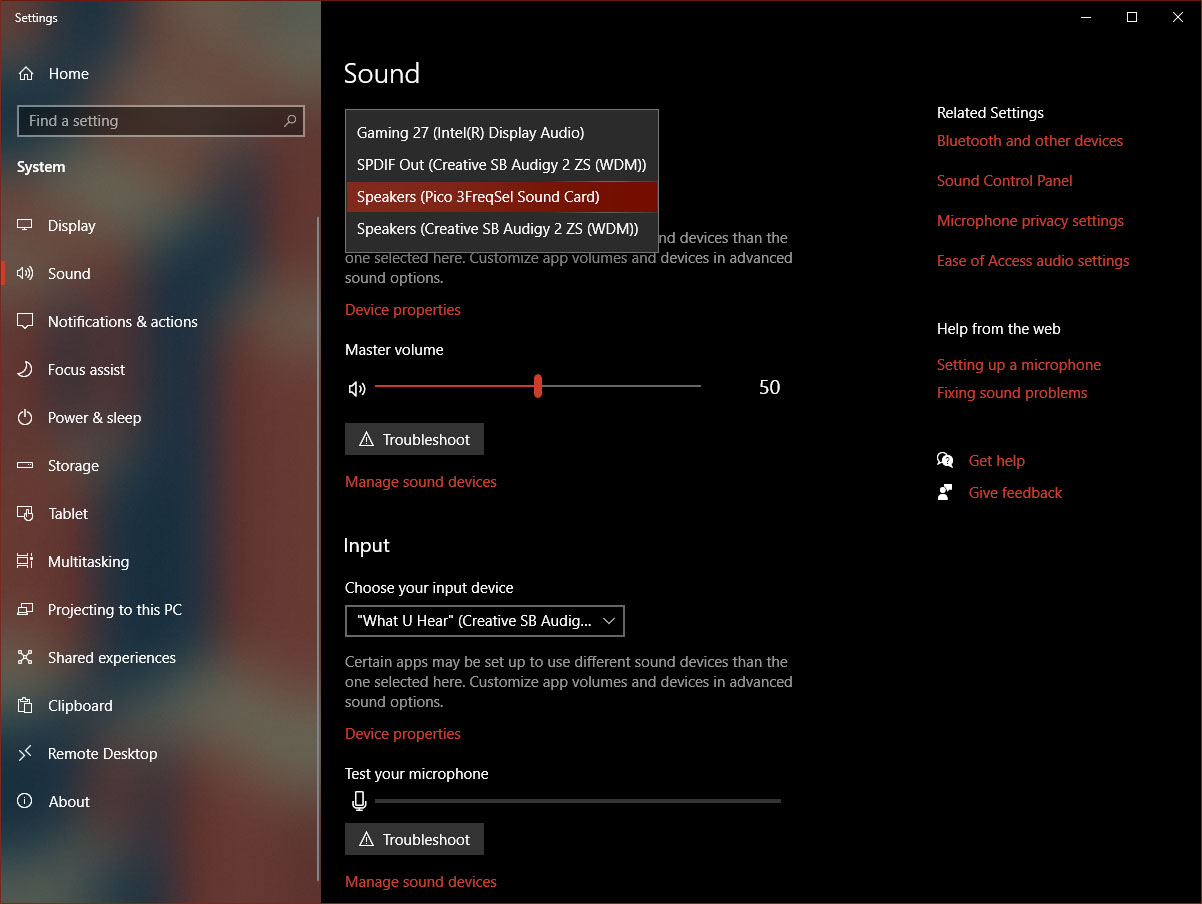 Settings
Home
Find a setting
System
Display
Sound
Notifications & actions
Focus assist
Power & sleep
Storage
Tablet
Multitasking
Projecting to this PC
Shared experiences
Clipboard
Remote Desktop
About
Sound
Gaming 27 (Intel(R) Display Audio)
SPDIF Out (Creative SB Audigy 2 ZS (WDM))
Speakers (Pico 3FreqSel Sound Card)
Speakers (Creative SB Audigy 2 ZS (WDM))
nd devices than the
one selected here. Customize app volumes and devices in advanced
sound options.
Device properties
Master volume
50
Troubleshoot
Manage sound devices
Input
Choose your input device
"What U Hear" (Creative SB Audig...
Certain apps may be set up to use different sound devices than the
one selected here. Customize app volumes and devices in advanced
sound options.
Device properties
Test your microphone
Troubleshoot
Manage sound devices
Related Settings
Bluetooth and other devices
Sound Control Panel
Microphone privacy settings
Ease of Access audio settings
Help from the web
Setting up a microphone
Fixing sound problems
Get help
Give feedback